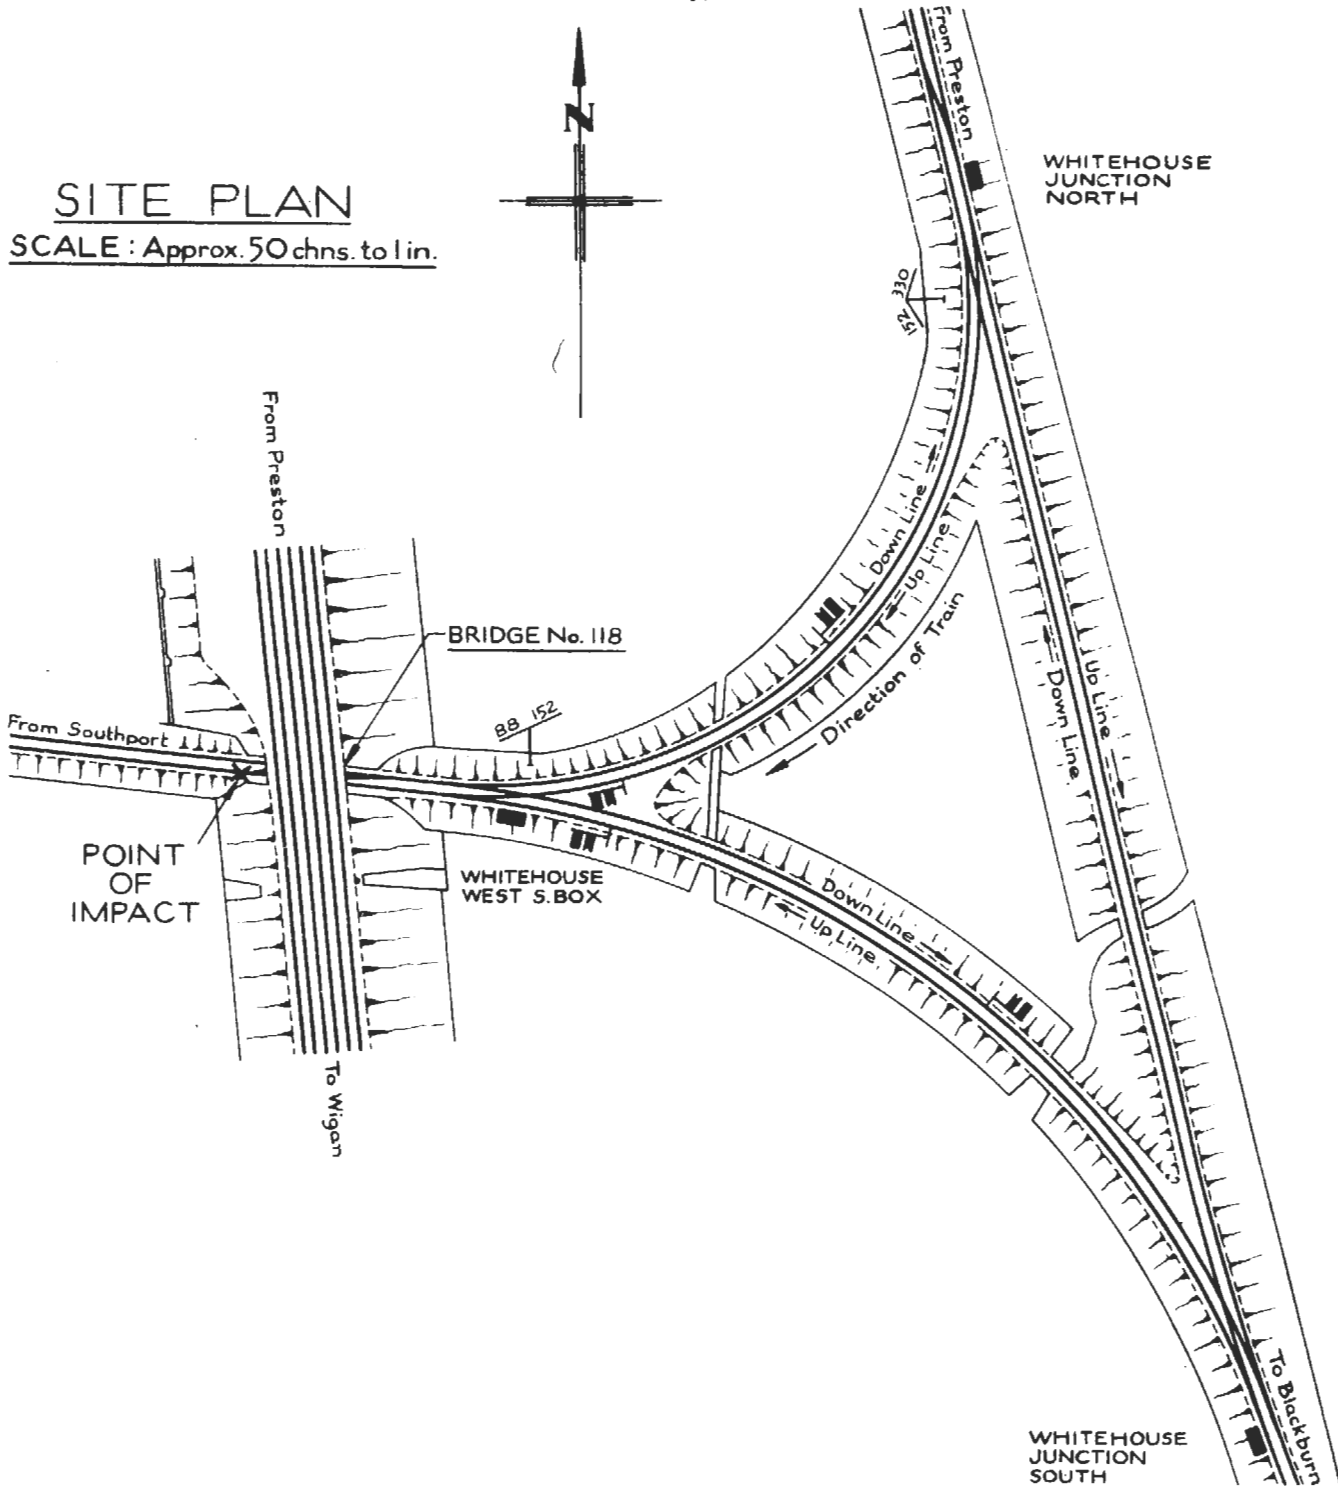 SITE PLAN
SCALE : Approx. 50 chns. to 1 in.
N
From Preston
WHITEHOUSE
JUNCTION
NORTH
330
152
From Preston
Down Line
Up Line
Direction of Train
BRIDGE No. 118
88 152
From Southport
Down Line
Up Line
POINT
OF
IMPACT
WHITEHOUSE
WEST S. BOX
Down Line
Up Line
To Wigan
To Blackburn
WHITEHOUSE
JUNCTION
SOUTH